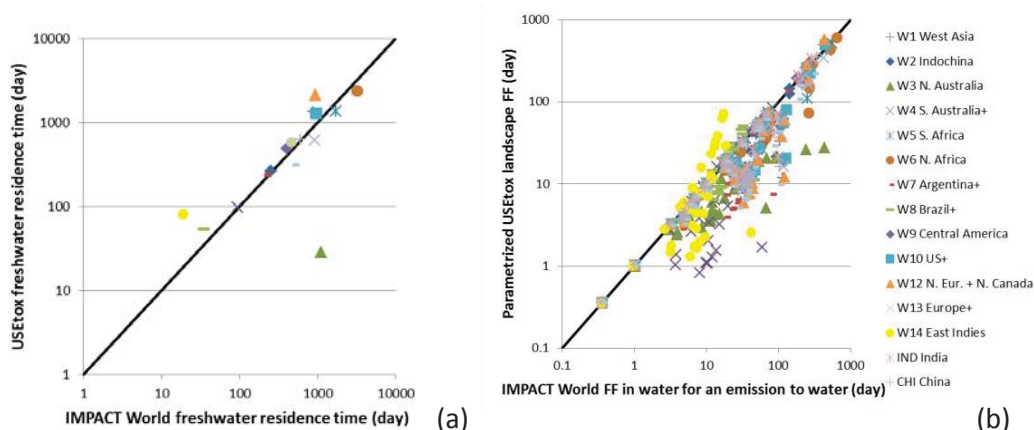 USEtox freshwater residence time (day)
10000
1000
100
10
1
1 10 100 1000 10000
IMPACT World freshwater residence time (day)
(a)
Parametrized USEtox landscape FF (day)
1000
100
10
1
0.1
0.1 1 10 100 1000
IMPACT World FF in water for an emission to water (day)
W1 West Asia
W2 Indochina
W3 N. Australia
W4 S. Australia+
W5 S. Africa
W6 N. Africa
W7 Argentina+
W8 Brazil+
W9 Central America
W10 US+
W12 N. Eur. + N. Canada
W13 Europe+
W14 East Indies
IND India
CHI China
(b)